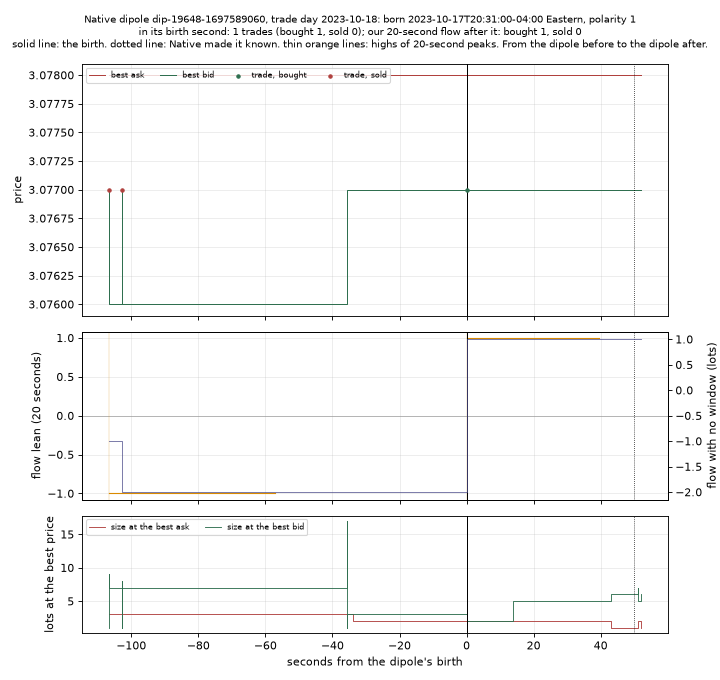 Native dipole dip-19648-1697589060, trade day 2023-10-18: born 2023-10-17T20:31:00-04:00 Eastern, polarity 1
in its birth second: 1 trades (bought 1, sold 0); our 20-second flow after it: bought 1, sold 0
solid line: the birth. dotted line: Native made it known. thin orange lines: highs of 20-second peaks. From the dipole before to the dipole after.
best ask best bid trade, bought trade, sold
3.07800
3.07775
3.07750
3.07725
3.07700
3.07675
3.07650
3.07625
3.07600
price
1.0
0.5
0.0
−0.5
−1.0
flow lean (20 seconds)
1.0
0.5
0.0
−0.5
−1.0
−1.5
−2.0
flow with no window (lots)
size at the best ask size at the best bid
15
10
5
lots at the best price
−100 −80 −60 −40 −20 0 20 40
seconds from the dipole's birth